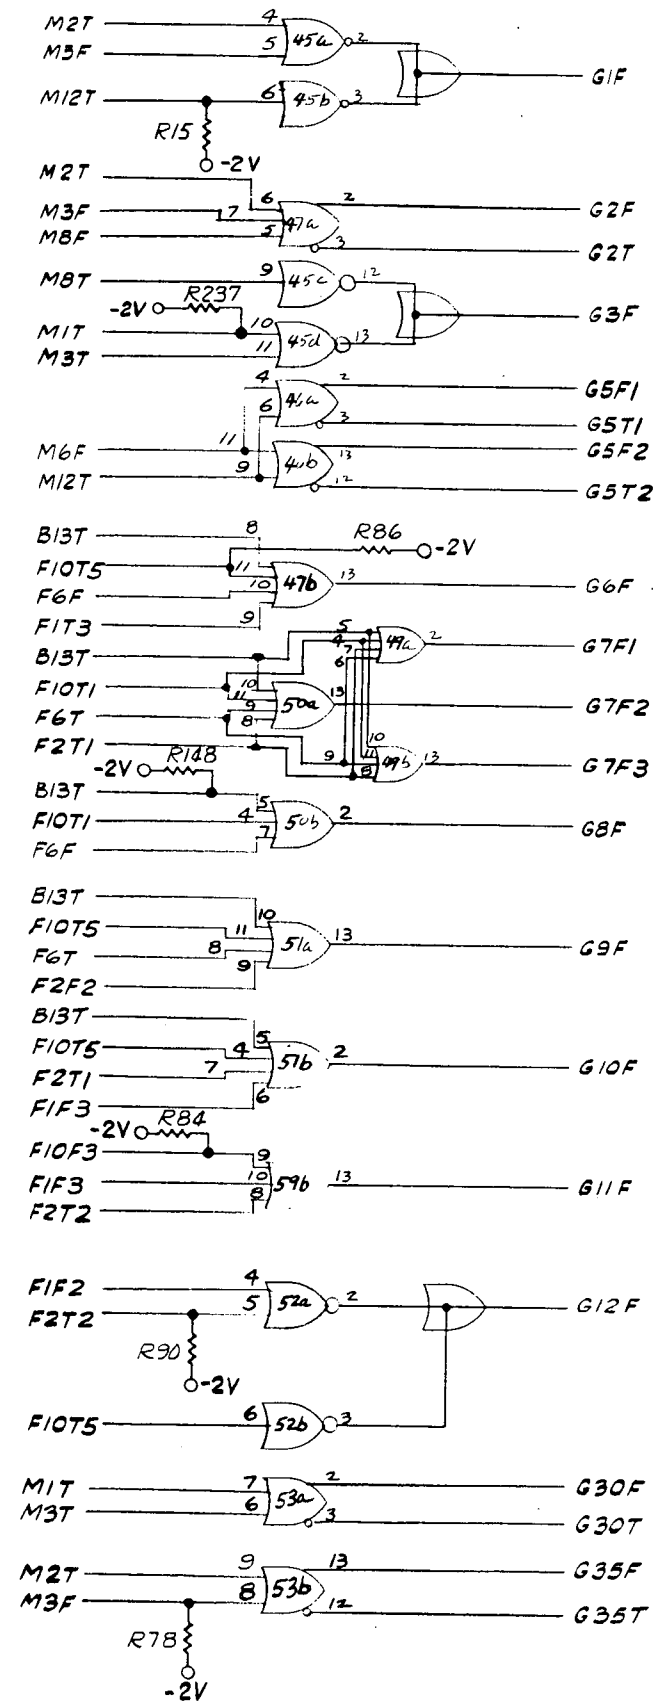 M2T 4 45a 2
M3F 5 G1F
M12T 6 45b 3
R15 -2V
M2T 6 2 G2F
M3F 7 47a
M8F 5 3 G2T
M8T 9 45c 12
-2V R237 G3F
M1T 10 45d 13
M3T 11
4 46a 2 G5F1
6 3 G5T1
M6F 11 13 G5F2
M12T 9 12 G5T2
B13T 8 R86 -2V
F10T5 11 47b 13
F6F 10 G6F
F1T3 9
B13T 5 4 7 6 49a 2 G7F1
F10T1 10 11 50a 13 G7F2
F6T 9 8
F2T1 9 10 11 8 49b 13 G7F3
-2V R148
B13T 5
F10T1 4 50b 2 G8F
F6F 7
B13T 10
F10T5 11 51a 13 G9F
F6T 8
F2F2 9
B13T 5
F10T5 4 51b 2 G10F
F2T1 7
F1F3 6
-2V R84
F10F3 9
F1F3 10 59b 13 G11F
F2T2 8
F1F2 4 52a 2 G12F
F2T2 5
R90 -2V
F10T5 6 52b 3
M1T 7 53a 2 G30F
M3T 6 3 G30T
M2T 9 53b 13 G35F
M3F 8 12 G35T
R78
-2V